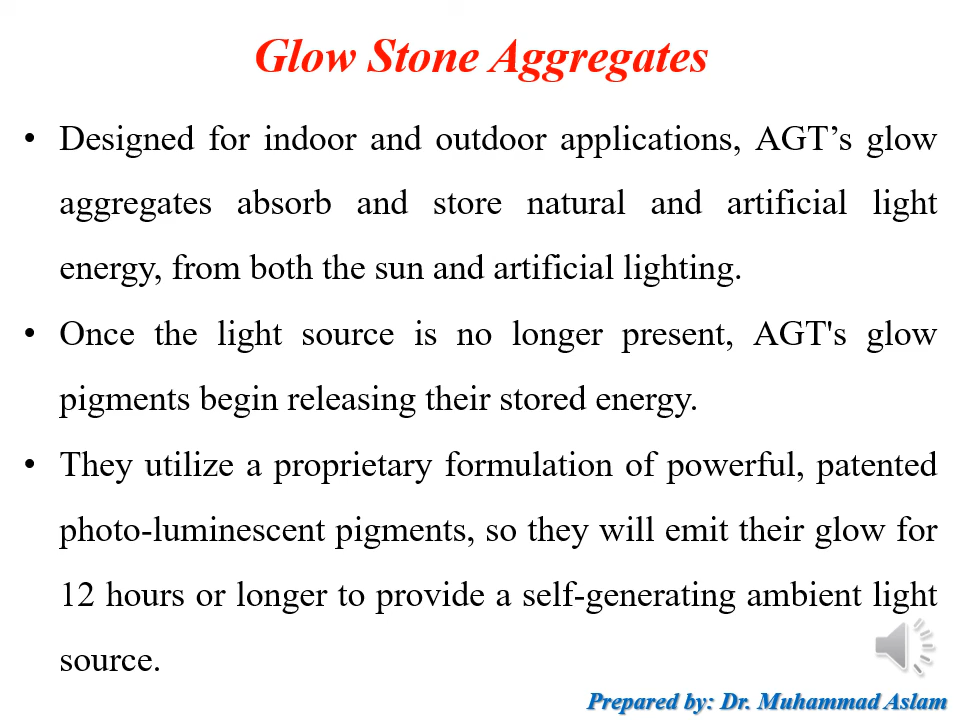 Glow Stone Aggregates
• Designed for indoor and outdoor applications, AGT’s glow
aggregates absorb and store natural and artificial light
energy, from both the sun and artificial lighting.
• Once the light source is no longer present, AGT's glow
pigments begin releasing their stored energy.
• They utilize a proprietary formulation of powerful, patented
photo-luminescent pigments, so they will emit their glow for
12 hours or longer to provide a self-generating ambient light
source.
Prepared by: Dr. Muhammad Aslam